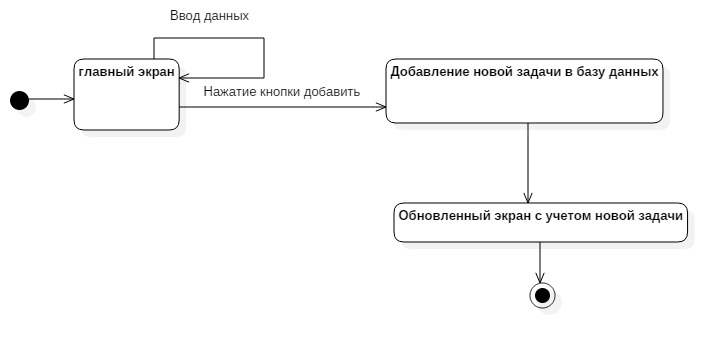 Ввод данных
главный экран
Добавление новой задачи в базу данных
Нажатие кнопки добавить
Обновленный экран с учетом новой задачи